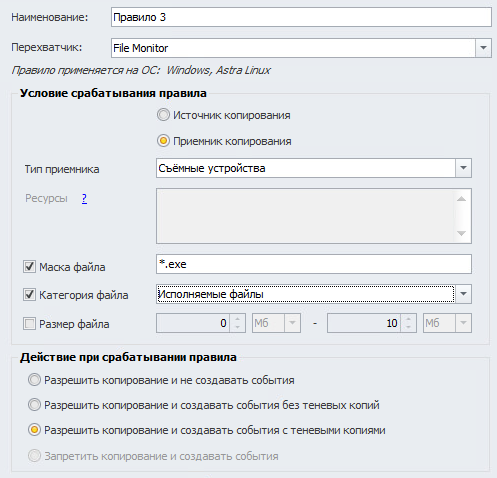 Наименование: Правило 3
Перехватчик: File Monitor
Правило применяется на ОС: Windows, Astra Linux
Условие срабатывания правила
Источник копирования
Приемник копирования
Тип приемника Съёмные устройства
Ресурсы ?
Маска файла *.exe
Категория файла Исполняемые файлы
Размер файла 0 Мб - 10 Мб
Действие при срабатывании правила
Разрешить копирование и не создавать события
Разрешить копирование и создавать события без теневых копий
Разрешить копирование и создавать события с теневыми копиями
Запретить копирование и создавать события